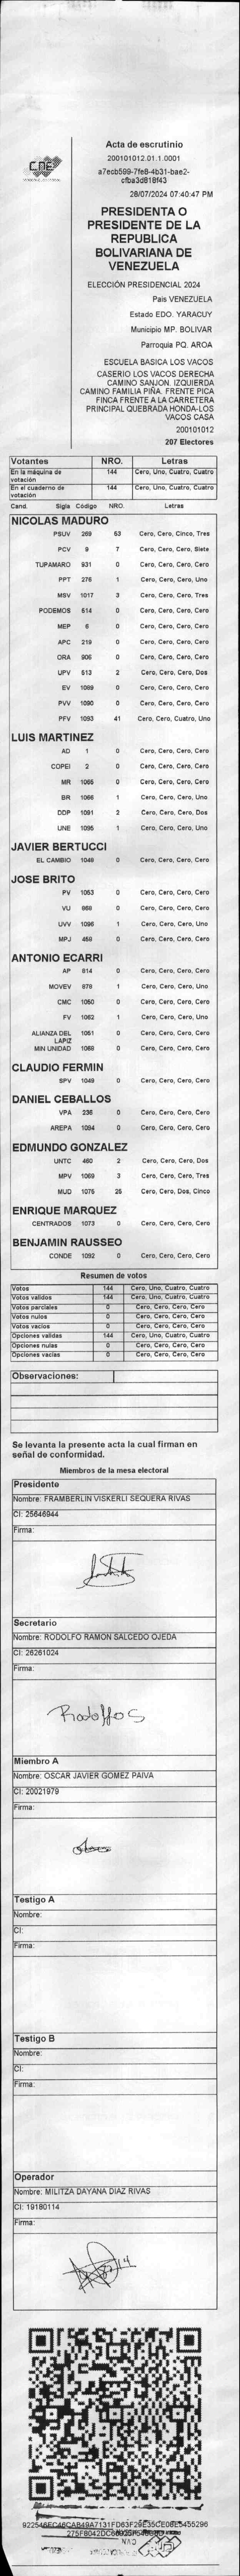 CNE
Acta de escrutinio
200101012.01.1.0001
a7ecb599-7fe8-4b31-bae2-
cfba3d818f43
28/07/2024 07:40:47 PM
PRESIDENTA O
PRESIDENTE DE LA
REPUBLICA
BOLIVARIANA DE
VENEZUELA
ELECCIÓN PRESIDENCIAL 2024
Pais VENEZUELA
Estado EDO. YARACUY
Municipio MP. BOLIVAR
Parroquia PQ. AROA
ESCUELA BASICA LOS VACOS
CASERIO LOS VACOS DERECHA
CAMINO SANJON. IZQUIERDA
CAMINO FAMILIA PIÑA. FRENTE PICA
FINCA FRENTE A LA CARRETERA
PRINCIPAL QUEBRADA HONDA-LOS
VACOS CASA
200101012
207 Electores
Votantes NRO. Letras
En la máquina de votación 144 Cero, Uno, Cuatro, Cuatro
En el cuaderno de votación 144 Cero, Uno, Cuatro, Cuatro
Cand. Sigla Código NRO. Letras
NICOLAS MADURO
PSUV 269 53 Cero, Cero, Cinco, Tres
PCV 9 7 Cero, Cero, Cero, Siete
TUPAMARO 931 0 Cero, Cero, Cero, Cero
PPT 276 1 Cero, Cero, Cero, Uno
MSV 1017 3 Cero, Cero, Cero, Tres
PODEMOS 514 0 Cero, Cero, Cero, Cero
MEP 6 0 Cero, Cero, Cero, Cero
APC 219 0 Cero, Cero, Cero, Cero
ORA 906 0 Cero, Cero, Cero, Cero
UPV 513 2 Cero, Cero, Cero, Dos
EV 1089 0 Cero, Cero, Cero, Cero
PVV 1090 0 Cero, Cero, Cero, Cero
PFV 1093 41 Cero, Cero, Cuatro, Uno
LUIS MARTINEZ
AD 1 0 Cero, Cero, Cero, Cero
COPEI 2 0 Cero, Cero, Cero, Cero
MR 1065 0 Cero, Cero, Cero, Cero
BR 1066 1 Cero, Cero, Cero, Uno
DDP 1091 2 Cero, Cero, Cero, Dos
UNE 1095 1 Cero, Cero, Cero, Uno
JAVIER BERTUCCI
EL CAMBIO 1049 0 Cero, Cero, Cero, Cero
JOSE BRITO
PV 1053 0 Cero, Cero, Cero, Cero
VU 969 0 Cero, Cero, Cero, Cero
UVV 1096 1 Cero, Cero, Cero, Uno
MPJ 459 0 Cero, Cero, Cero, Cero
ANTONIO ECARRI
AP 814 0 Cero, Cero, Cero, Cero
MOVEV 878 1 Cero, Cero, Cero, Uno
CMC 1050 0 Cero, Cero, Cero, Cero
FV 1062 1 Cero, Cero, Cero, Uno
ALIANZA DEL LAPIZ 1051 0 Cero, Cero, Cero, Cero
MIN UNIDAD 1068 0 Cero, Cero, Cero, Cero
CLAUDIO FERMIN
SPV 1048 0 Cero, Cero, Cero, Cero
DANIEL CEBALLOS
VPA 236 0 Cero, Cero, Cero, Cero
AREPA 1094 0 Cero, Cero, Cero, Cero
EDMUNDO GONZALEZ
UNTC 460 2 Cero, Cero, Cero, Dos
MPV 1069 3 Cero, Cero, Cero, Tres
MUD 1075 25 Cero, Cero, Dos, Cinco
ENRIQUE MARQUEZ
CENTRADOS 1073 0 Cero, Cero, Cero, Cero
BENJAMIN RAUSSEO
CONDE 1092 0 Cero, Cero, Cero, Cero
Resumen de votos
Votos 144 Cero, Uno, Cuatro, Cuatro
Votos validos 144 Cero, Uno, Cuatro, Cuatro
Votos parciales 0 Cero, Cero, Cero, Cero
Votos nulos 0 Cero, Cero, Cero, Cero
Votos vacios 0 Cero, Cero, Cero, Cero
Opciones validas 144 Cero, Uno, Cuatro, Cuatro
Opciones nulas 0 Cero, Cero, Cero, Cero
Opciones vacias 0 Cero, Cero, Cero, Cero
Observaciones:
Se levanta la presente acta la cual firman en
señal de conformidad.
Miembros de la mesa electoral
Presidente
Nombre: FRAMBERLIN VISKERLI SEQUERA RIVAS
CI: 25646944
Firma:
Secretario
Nombre: RODOLFO RAMON SALCEDO OJEDA
CI: 26261024
Firma:
Rodolfo S
Miembro A
Nombre: OSCAR JAVIER GOMEZ PAIVA
CI: 20021979
Firma:
Testigo A
Nombre:
CI:
Firma:
Testigo B
Nombre:
CI:
Firma:
Operador
Nombre: MILITZA DAYANA DIAZ RIVAS
CI: 19180114
Firma: